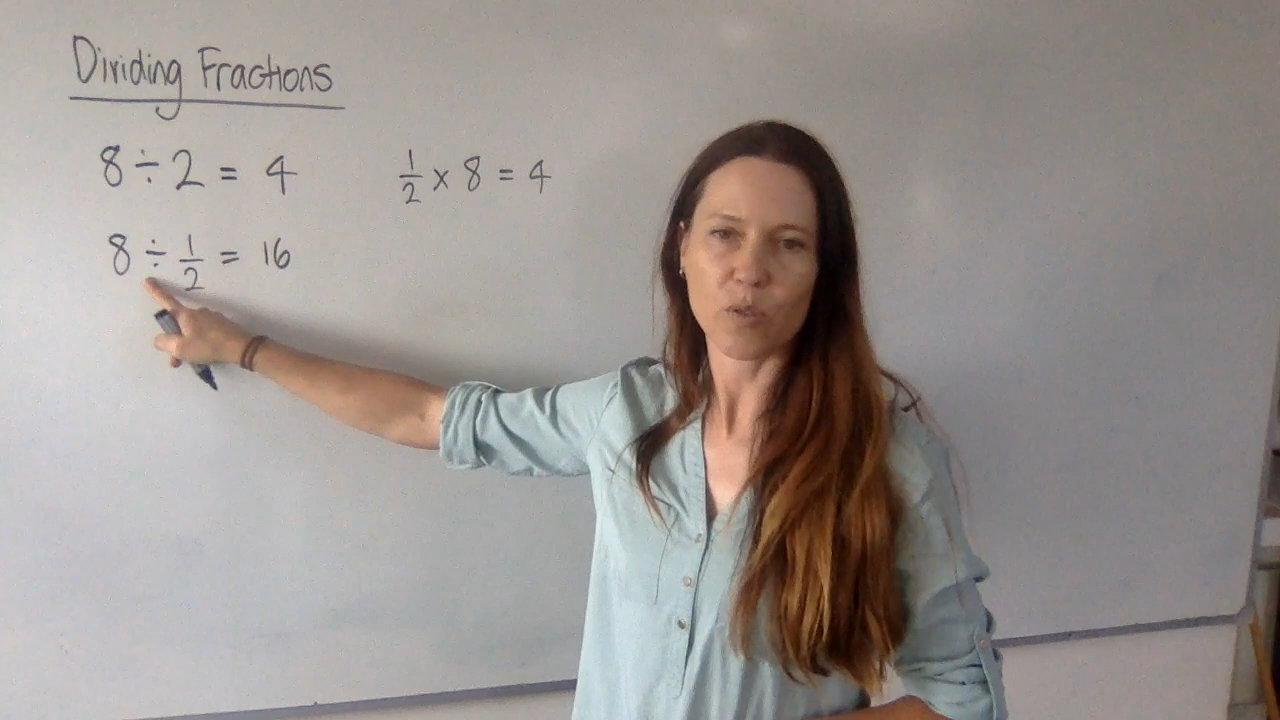 Dividing Fractions
8 ÷ 2 = 4
1/2 x 8 = 4
8 ÷ 1/2 = 16